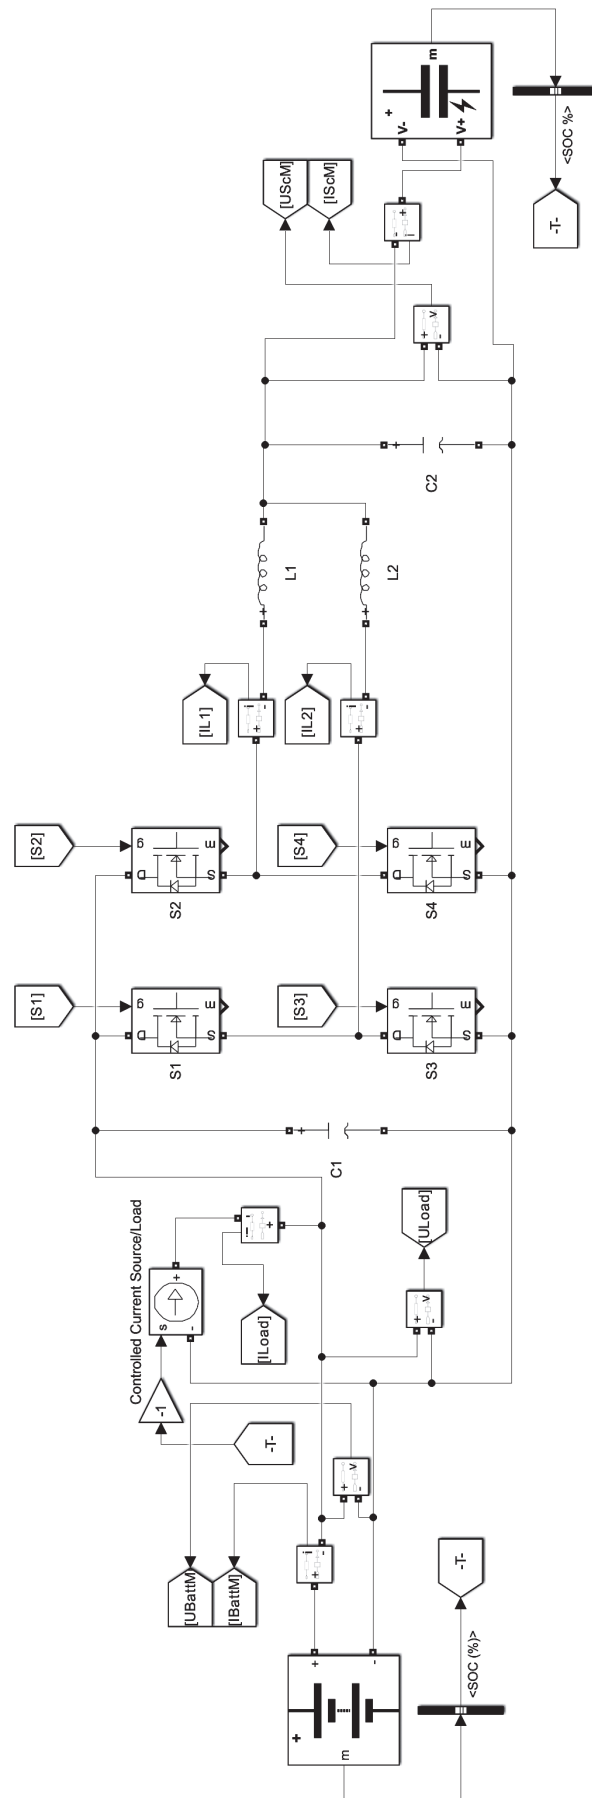 m
+
V-
V+
<SOC %>
-T-
[UScM]
[IScM]
-
+
i
v
+
-
+
C2
L1
L2
+
+
[IL1]
[IL2]
i
+
-
i
+
-
[S2]
[S4]
g
m
D
S
S2
g
m
D
S
S4
[S1]
[S3]
g
m
D
S
S1
g
m
D
S
S3
+
C1
Controlled Current Source/Load
s
+
-
-1
-T-
i
-
+
[ILoad]
[ULoad]
v
+
-
v
+
-
[UBattM]
[IBattM]
i
+
-
+
-
+
m
-T-
<SOC (%)>